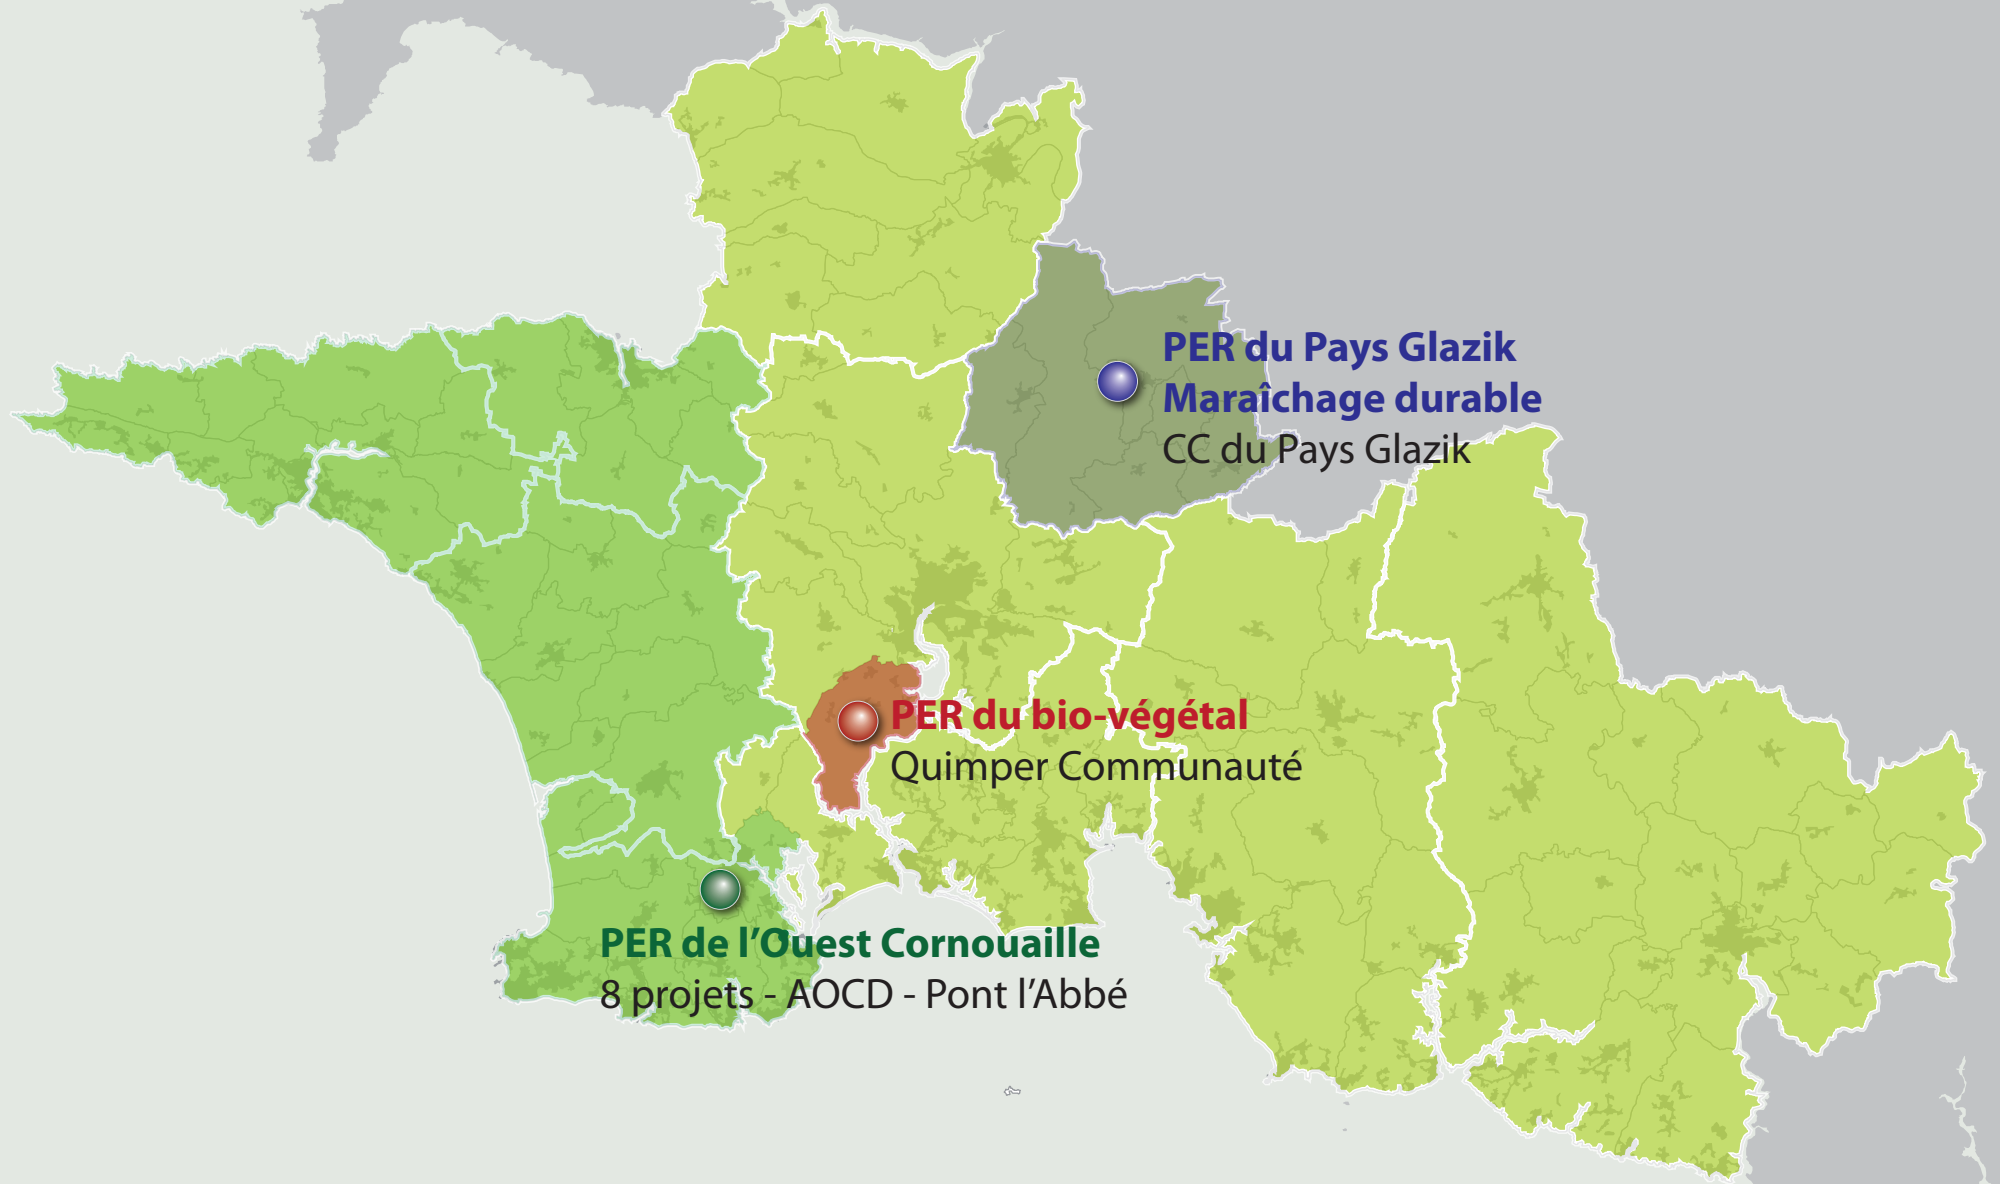 PER du Pays Glazik
Maraîchage durable
CC du Pays Glazik
PER du bio-végétal
Quimper Communauté
PER de l'Ouest Cornouaille
8 projets - AOCD - Pont l'Abbé